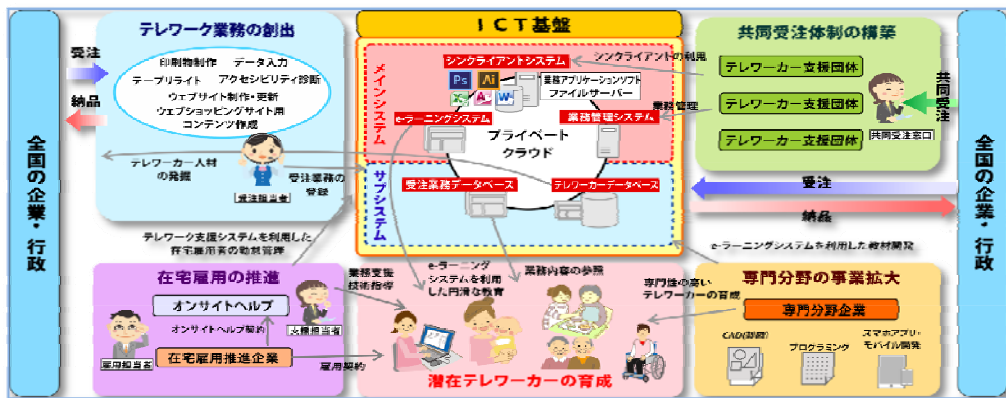 全国の企業・行政
受注
納品
テレワーク業務の創出
印刷物制作　データ入力
テープリライト　アクセシビリティ診断
ウェブサイト制作・更新
ウェブショッピングサイト用
コンテンツ作成
テレワーカー人材
の発掘
受注業務の
登録
受注担当者
ＩＣＴ基盤
メインシステム
シンクライアントシステム
Ps
Ai
業務アプリケーションソフト
ファイルサーバー
e-ラーニングシステム
業務管理システム
プライベート
クラウド
サブシステム
受注業務データベース
テレワーカーデータベース
共同受注体制の構築
シンクライアントの利用
業務管理
テレワーカー支援団体
テレワーカー支援団体
テレワーカー支援団体
共同受注窓口
共同受注
受注
納品
全国の企業・行政
テレワーク支援システムを利用した
在宅雇用者の勤怠管理
e-ラーニングシステムを利用した教材開発
在宅雇用の推進
オンサイトヘルプ
オンサイトヘルプ契約
支援担当者
雇用担当者
在宅雇用推進企業
業務支援
技術指導
雇用契約
e-ラーニング
システムを利用
した円滑な教育
業務内容の参照
専門性の高い
テレワーカーの育成
潜在テレワーカーの育成
専門分野の事業拡大
専門分野企業
CAD(製図)
プログラミング
スマホアプリ・
モバイル開発